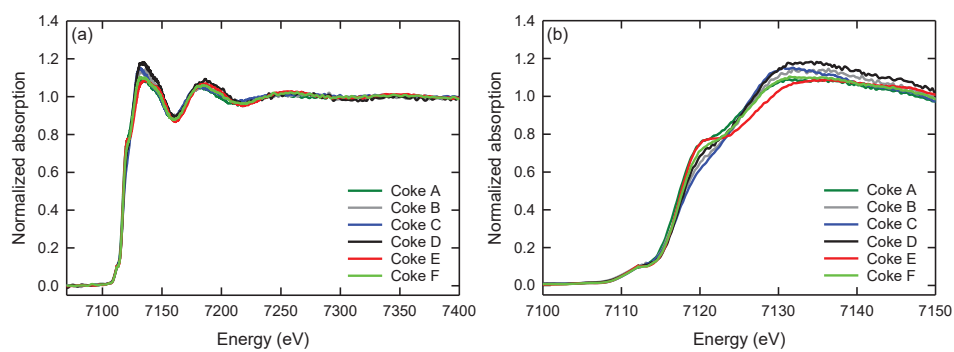 (a)
1.4
1.2
1.0
0.8
0.6
0.4
0.2
0.0
Normalized absorption
Coke A
Coke B
Coke C
Coke D
Coke E
Coke F
7100 7150 7200 7250 7300 7350 7400
Energy (eV)
(b)
1.4
1.2
1.0
0.8
0.6
0.4
0.2
0.0
Normalized absorption
Coke A
Coke B
Coke C
Coke D
Coke E
Coke F
7100 7110 7120 7130 7140 7150
Energy (eV)